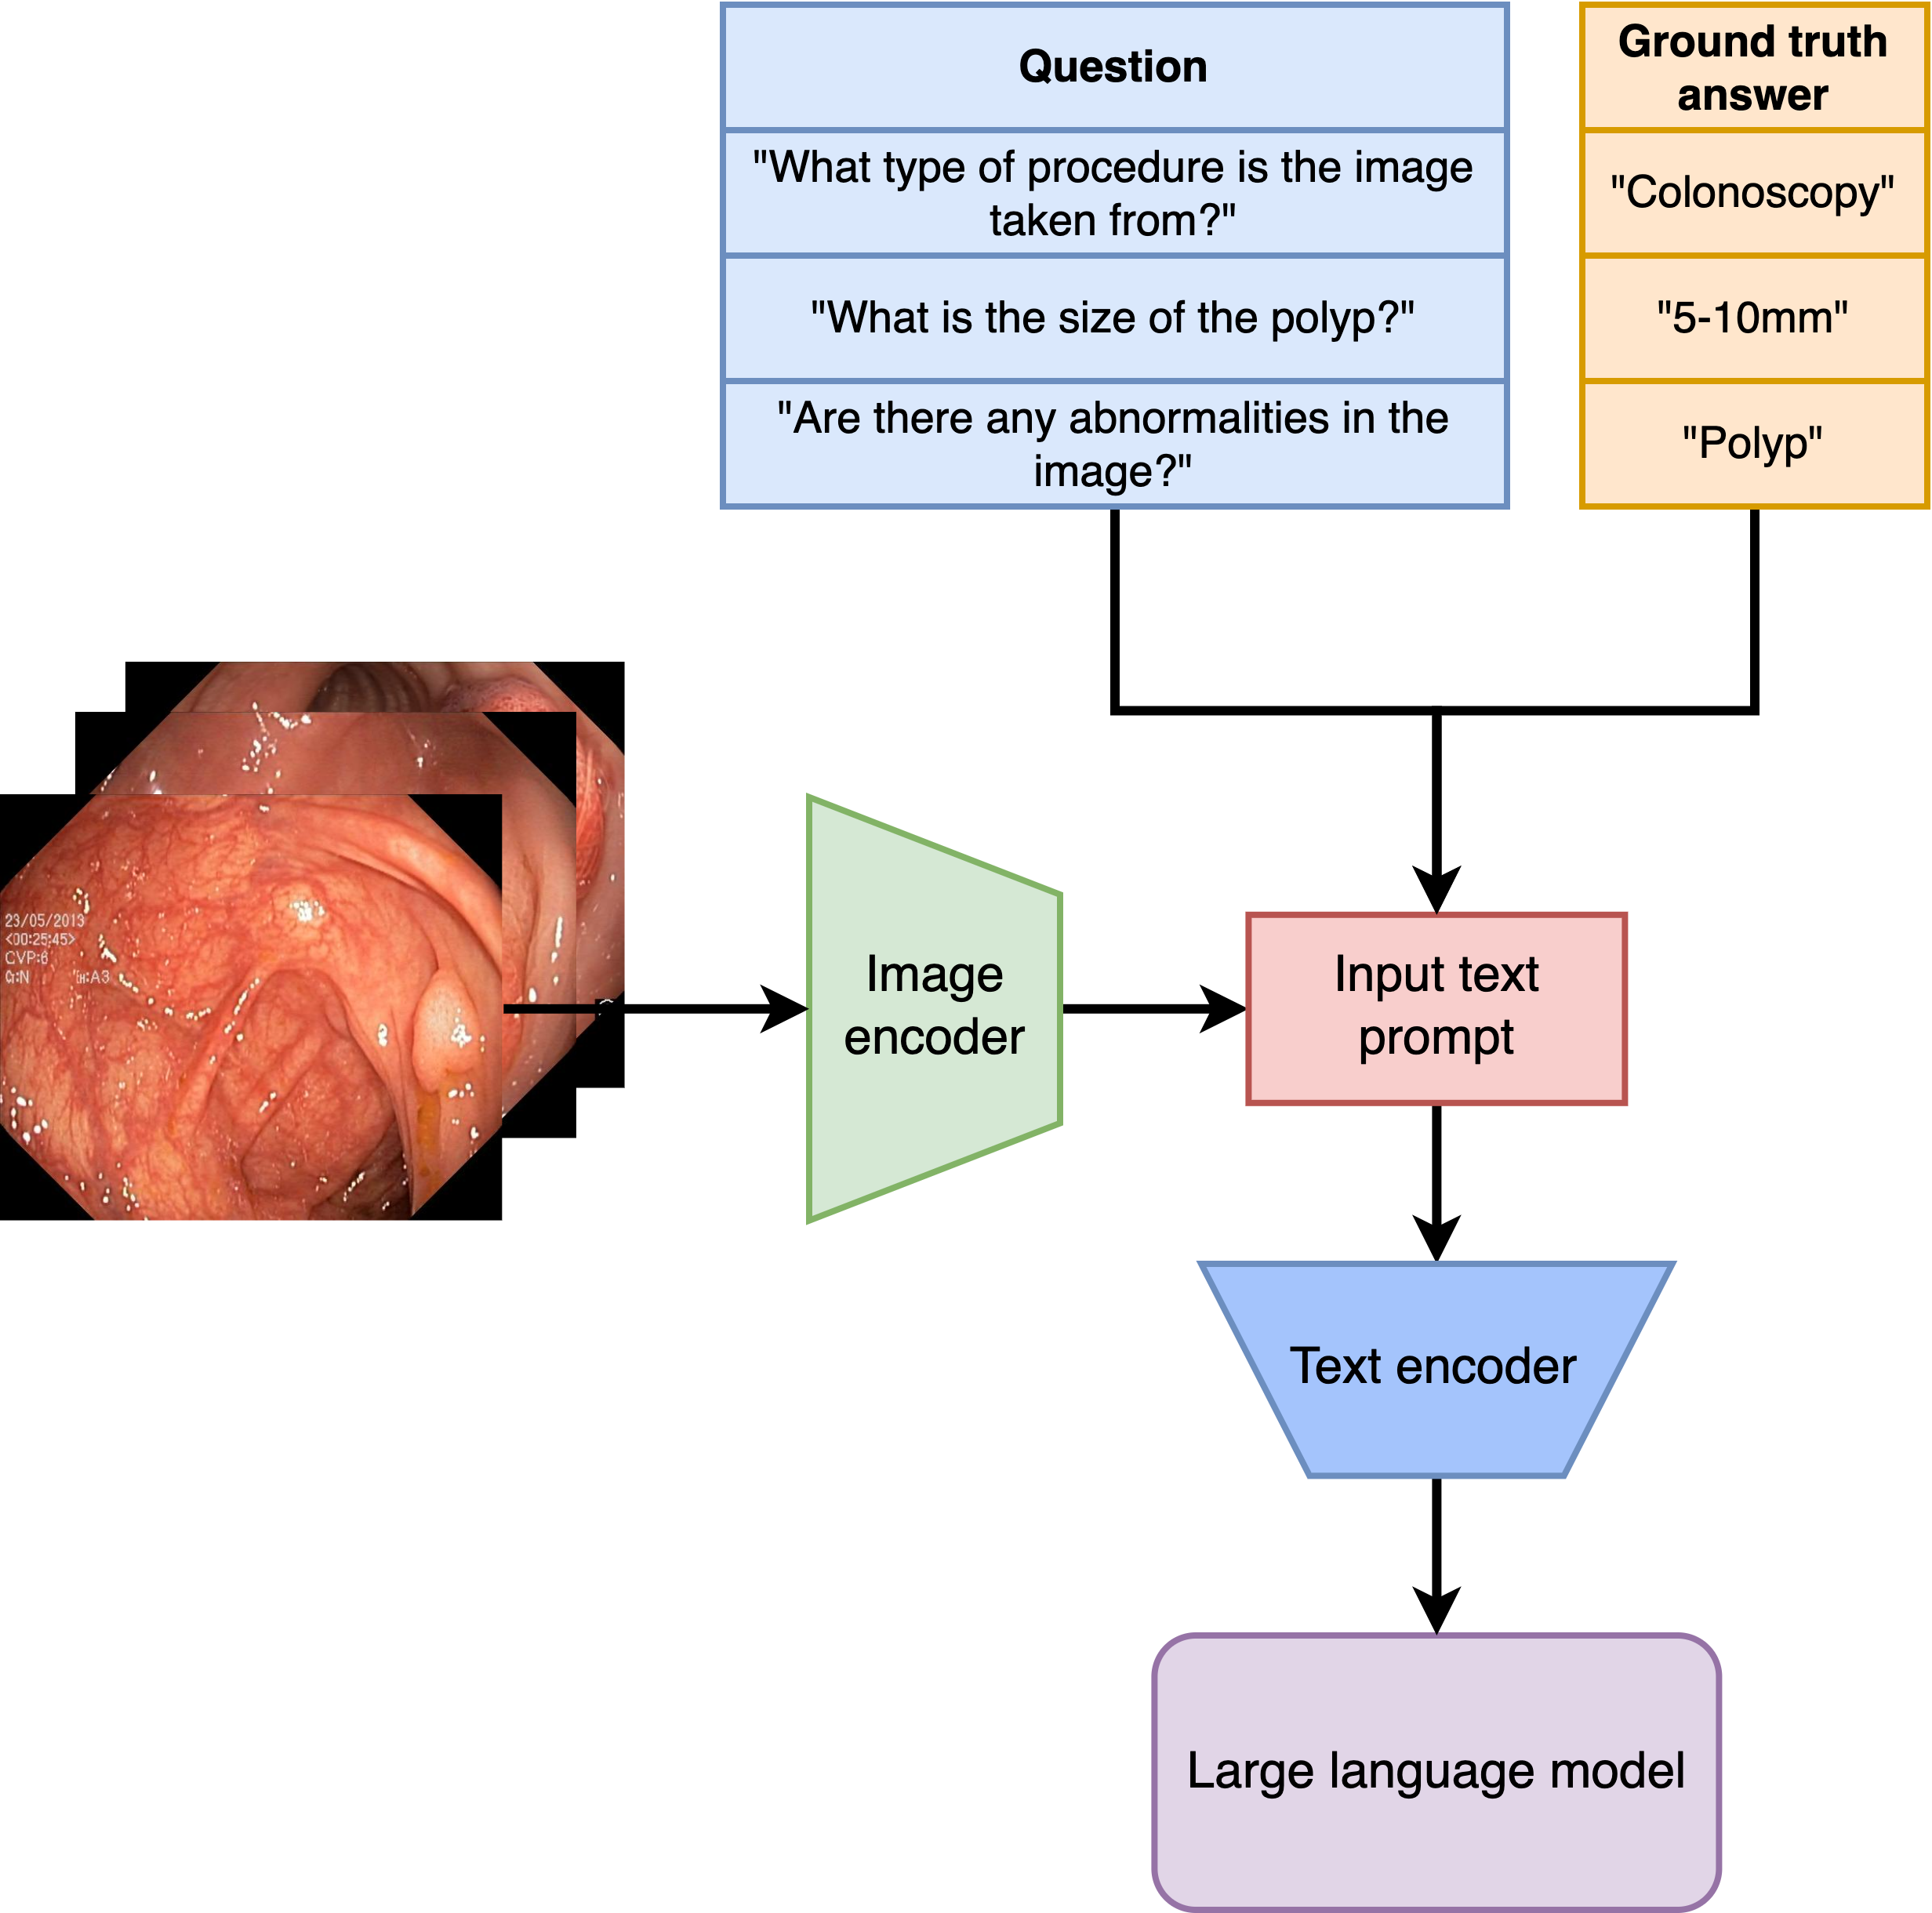 Question
"What type of procedure is the image
taken from?"
"What is the size of the polyp?"
"Are there any abnormalities in the
image?"
Ground truth
answer
"Colonoscopy"
"5-10mm"
"Polyp"
23/05/2013
<00:25:45>
CVP:6
:A3
Image
encoder
Input text
prompt
Text encoder
Large language model